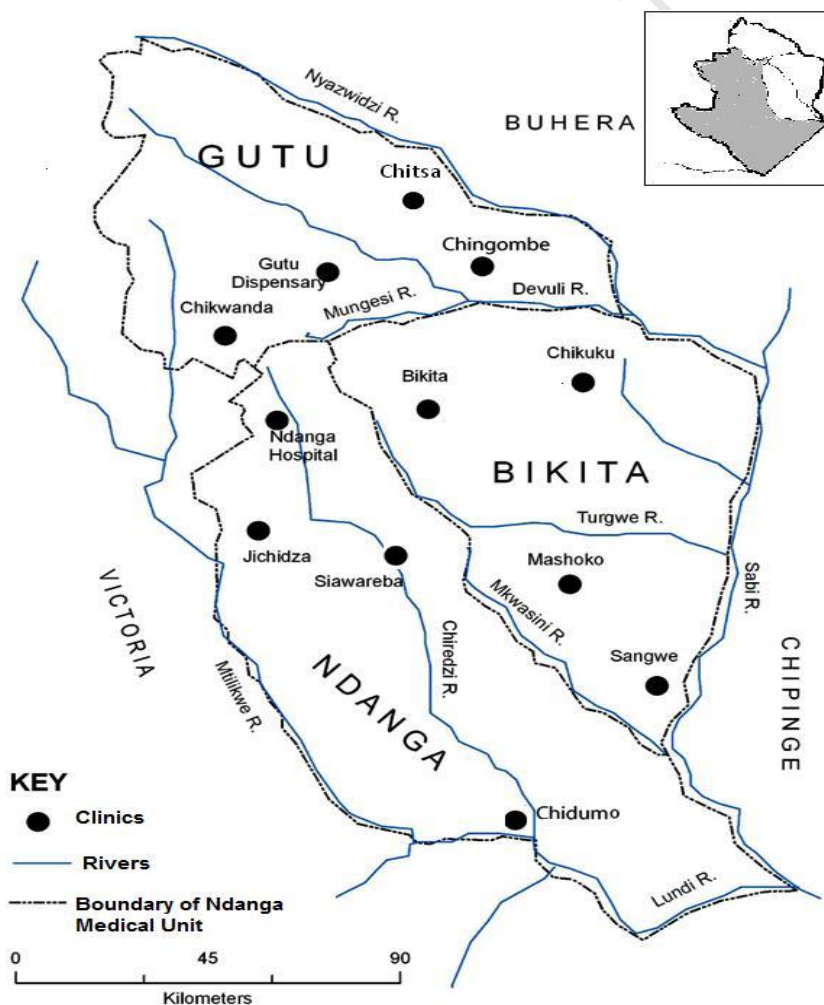 Nyazwidzi R.
BUHERA
GUTU
Chitsa
Chingombe
Gutu
Dispensary
Devuli R.
Mungesi R.
Chikwanda
Chikuku
Bikita
Ndanga
Hospital
BIKITA
Turgwe R.
Jichidza
Siawareba
Mashoko
VICTORIA
Mkwasini R.
Sabi R.
Chiredzi R.
Sangwe
CHIPINGE
NDANGA
Mtilikwe R.
KEY
Clinics
Chidumo
Rivers
Boundary of Ndanga
Medical Unit
Lundi R.
0 45 90
Kilometers